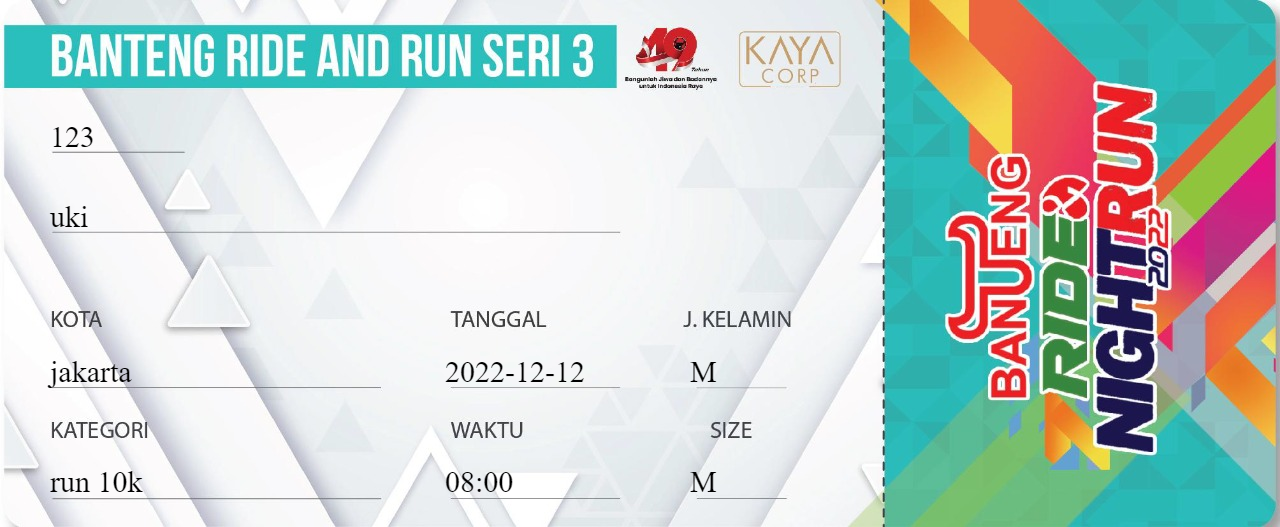 BANTENG RIDE AND RUN SERI 3
49
Tahun
Bangunlah Jiwa dan Badannya
untuk Indonesia Raya
KAYA
CORP
123
uki
KOTA
TANGGAL
J. KELAMIN
jakarta
2022-12-12
M
KATEGORI
WAKTU
SIZE
run 10k
08:00
M
BANTENG
RIDE &
NIGHT RUN
2022